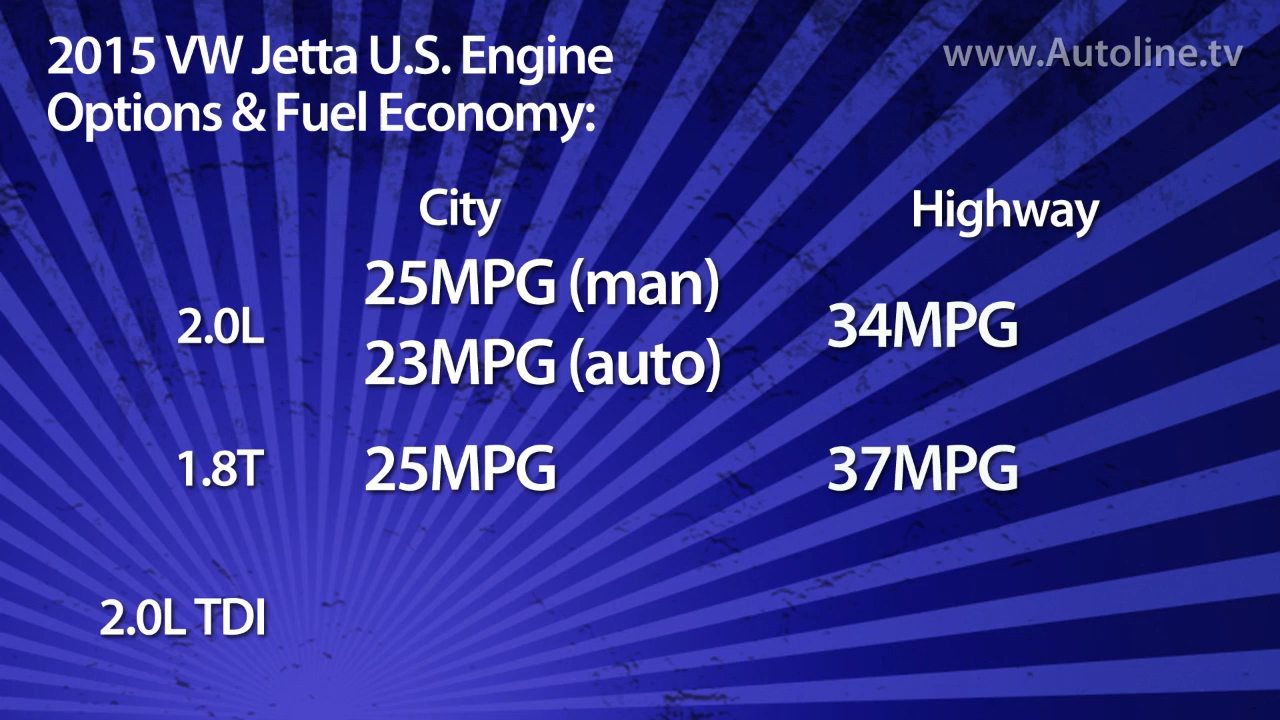 2015 VW Jetta U.S. Engine
Options & Fuel Economy:
www.Autoline.tv
City
Highway
25MPG (man)
2.0L
34MPG
23MPG (auto)
1.8T
25MPG
37MPG
2.0L TDI